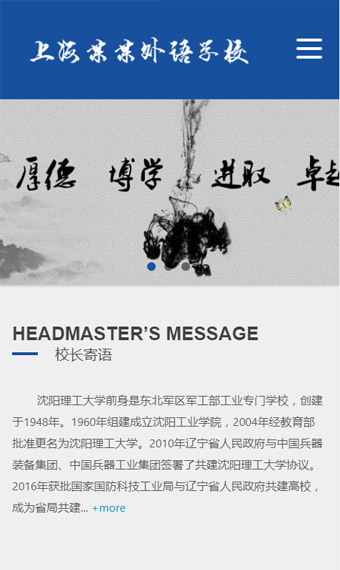 上海某某外语学校
厚德 博学 进取 卓越
HEADMASTER’S MESSAGE
校长寄语
沈阳理工大学前身是东北军区军工部工业专门学校，创建
于1948年。1960年组建成立沈阳工业学院，2004年经教育部
批准更名为沈阳理工大学。2010年辽宁省人民政府与中国兵器
装备集团、中国兵器工业集团签署了共建沈阳理工大学协议。
2016年获批国家国防科技工业局与辽宁省人民政府共建高校，
成为省局共建... +more